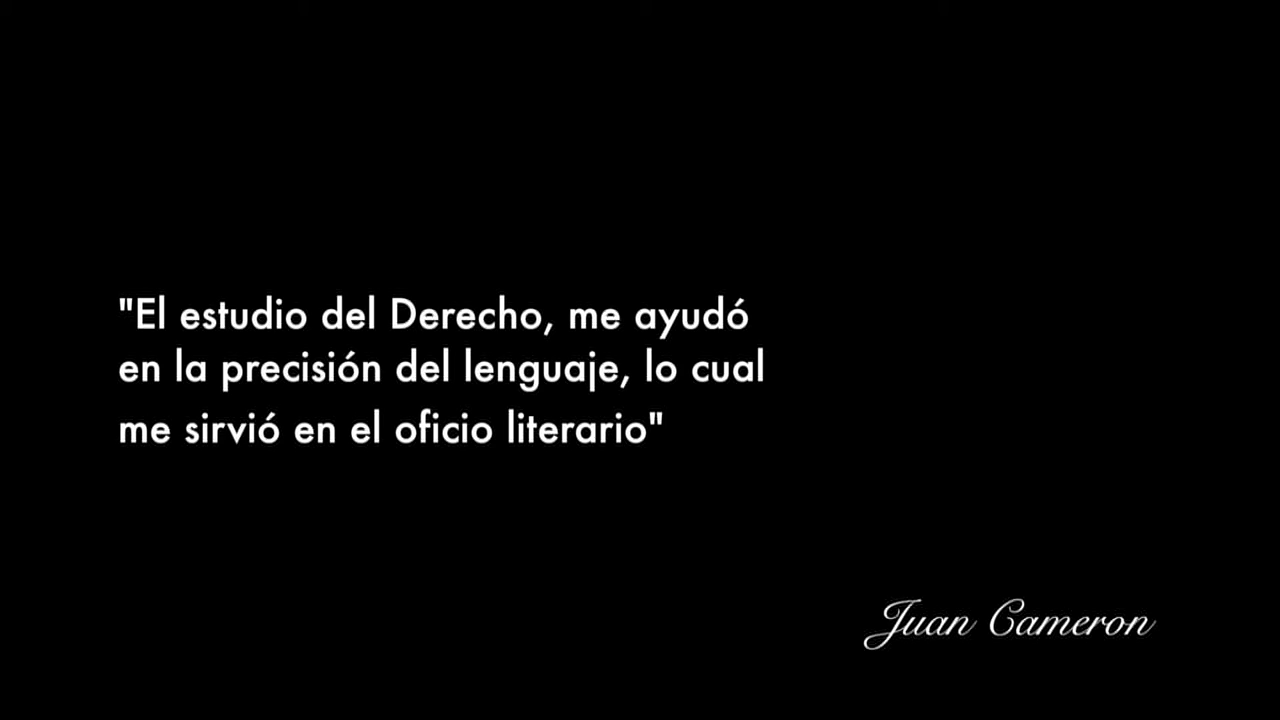 "El estudio del Derecho, me ayudó
en la precisión del lenguaje, lo cual
me sirvió en el oficio literario"
Juan Cameron